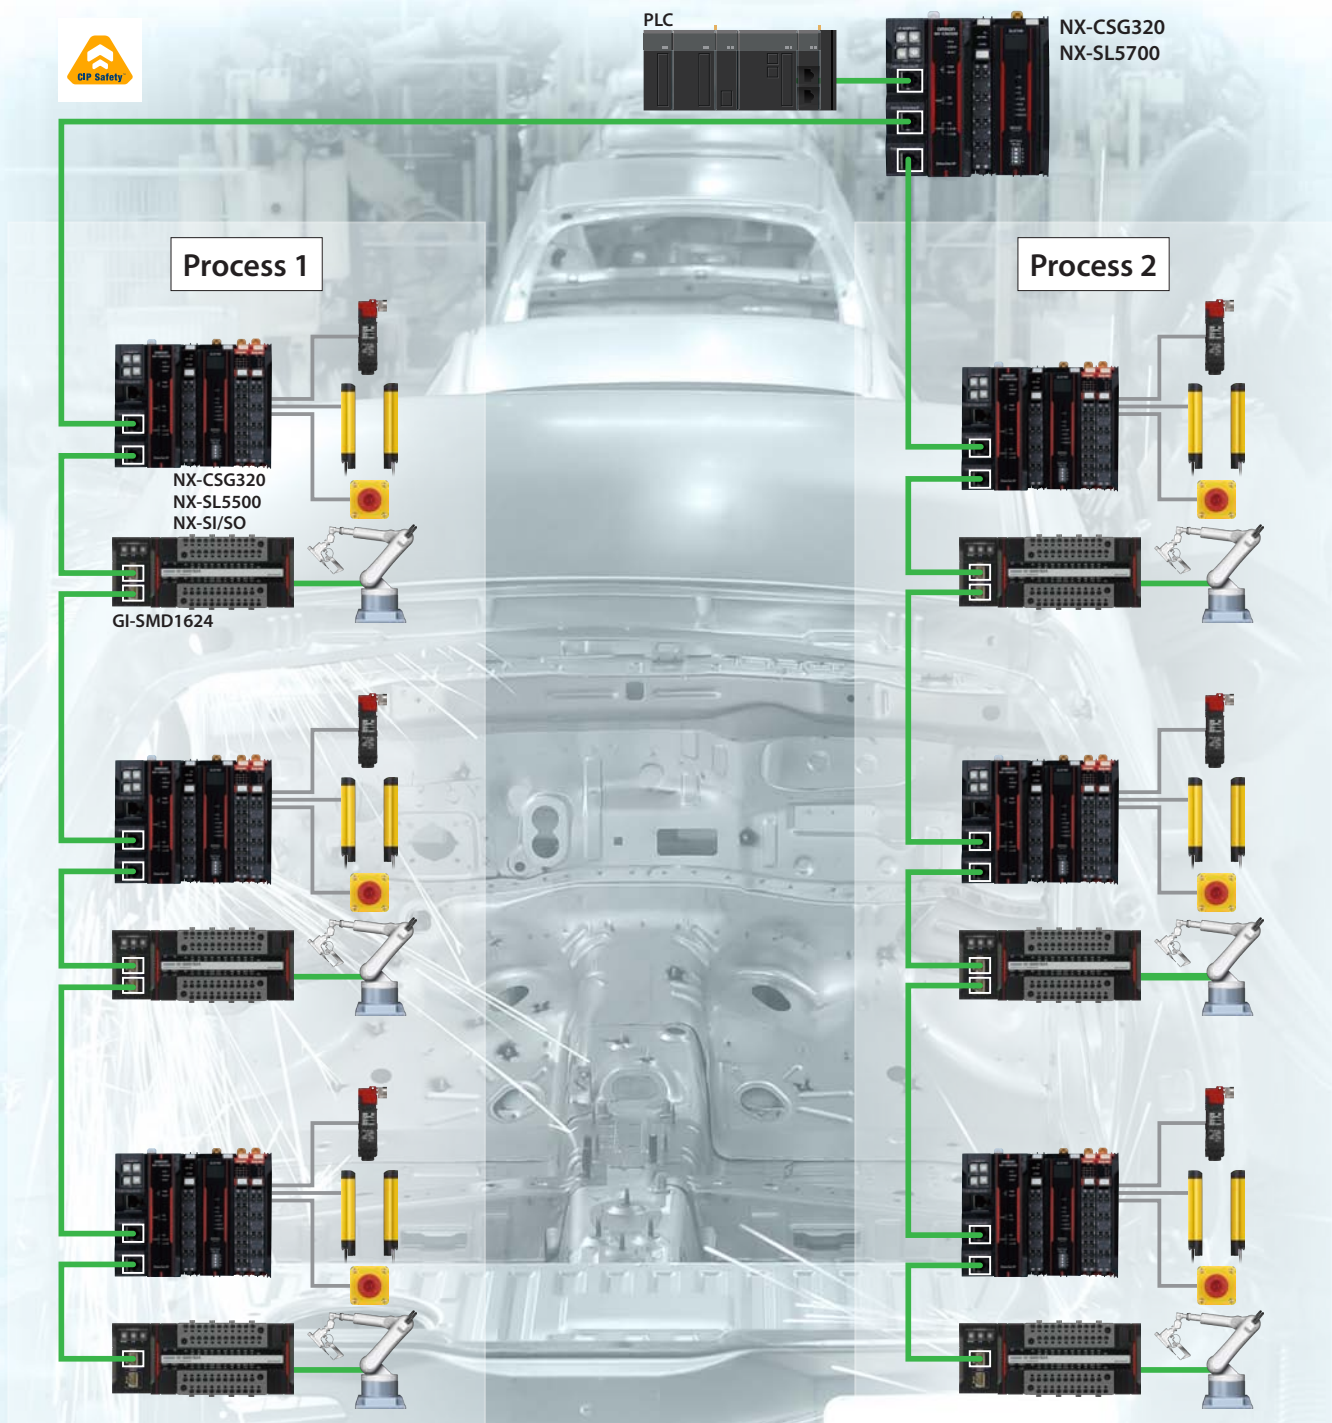 CIP Safety™
PLC
NX-CSG320
NX-SL5700
Process 1
Process 2
NX-CSG320
NX-SL5500
NX-SI/SO
GI-SMD1624